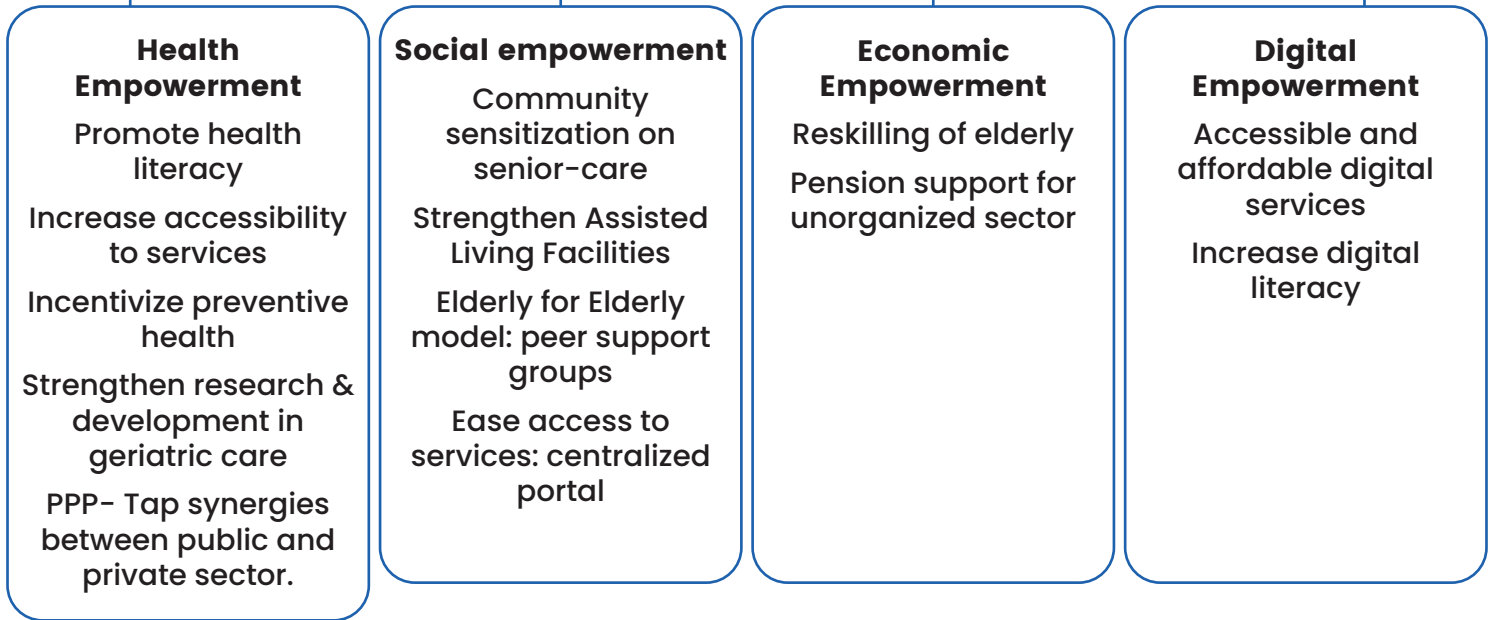 Health
Empowerment
Promote health
literacy
Increase accessibility
to services
Incentivize preventive
health
Strengthen research &
development in
geriatric care
PPP- Tap synergies
between public and
private sector.
Social empowerment
Community
sensitization on
senior-care
Strengthen Assisted
Living Facilities
Elderly for Elderly
model: peer support
groups
Ease access to
services: centralized
portal
Economic
Empowerment
Reskilling of elderly
Pension support for
unorganized sector
Digital
Empowerment
Accessible and
affordable digital
services
Increase digital
literacy